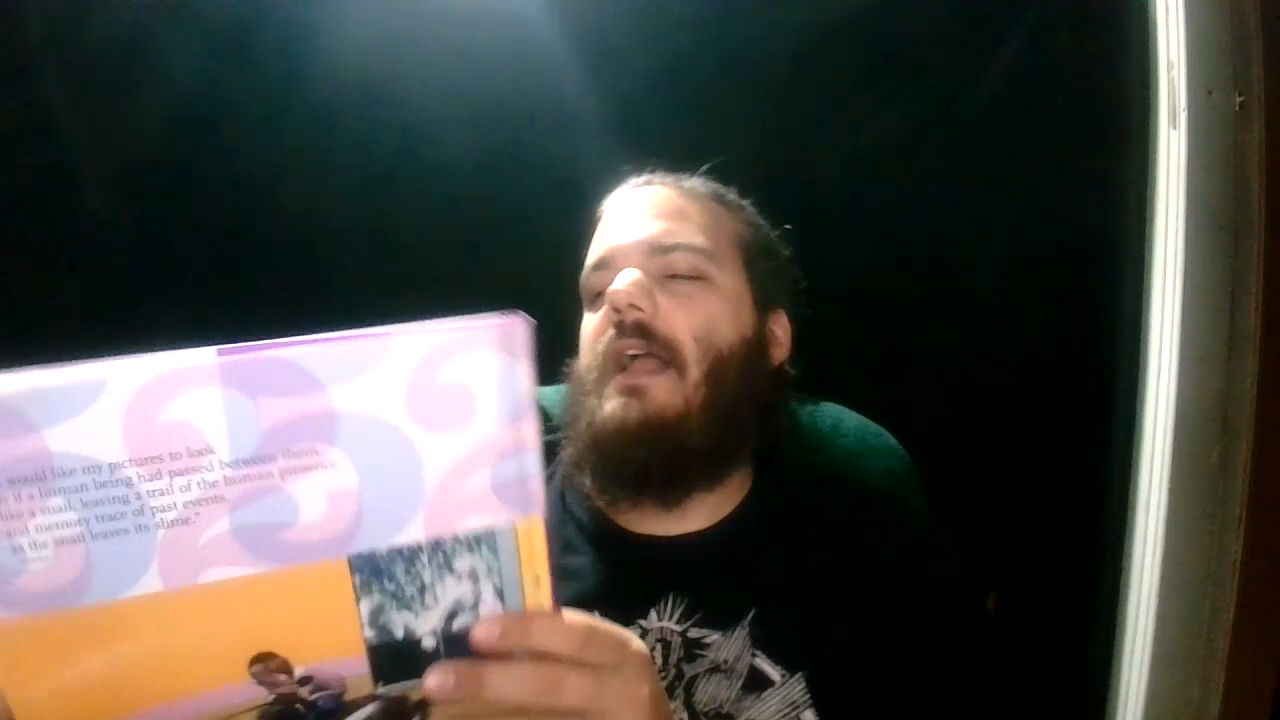 would like my pictures to look
as if a human being had passed between them,
like a snail, leaving a trail of the human presence
and memory trace of past events,
as the snail leaves its slime."